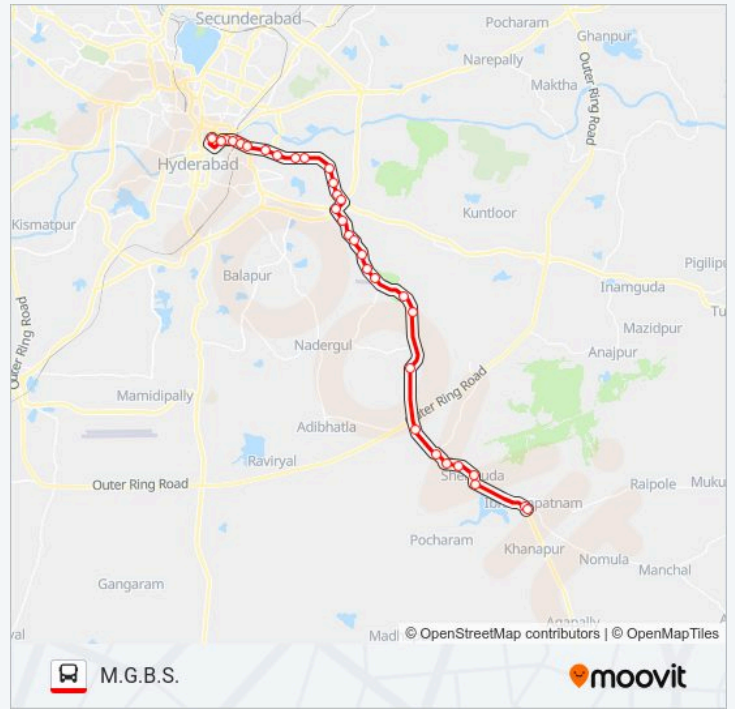 Secunderabad
Pocharam
Ghanpur
Narepally
Maktha
Outer Ring Road
Hyderabad
Kismatpur
Kuntloor
Balapur
Inamguda
Mazidpur
Outer Ring Road
Nadergul
Anajpur
Mamidipally
Outer Ring Road
Adibhatla
Raviryal
Outer Ring Road
Raipole
Pocharam
Khanapur
Nomula
Manchal
Gangaram
Agapally
© OpenStreetMap contributors | © OpenMapTiles
M.G.B.S.
moovit